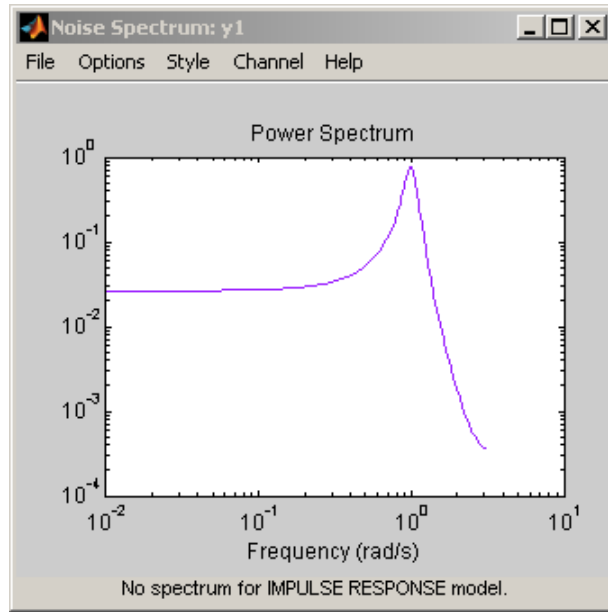 Noise Spectrum: y1
File Options Style Channel Help
Power Spectrum
10^0
10^-1
10^-2
10^-3
10^-4
10^-2 10^-1 10^0 10^1
Frequency (rad/s)
No spectrum for IMPULSE RESPONSE model.